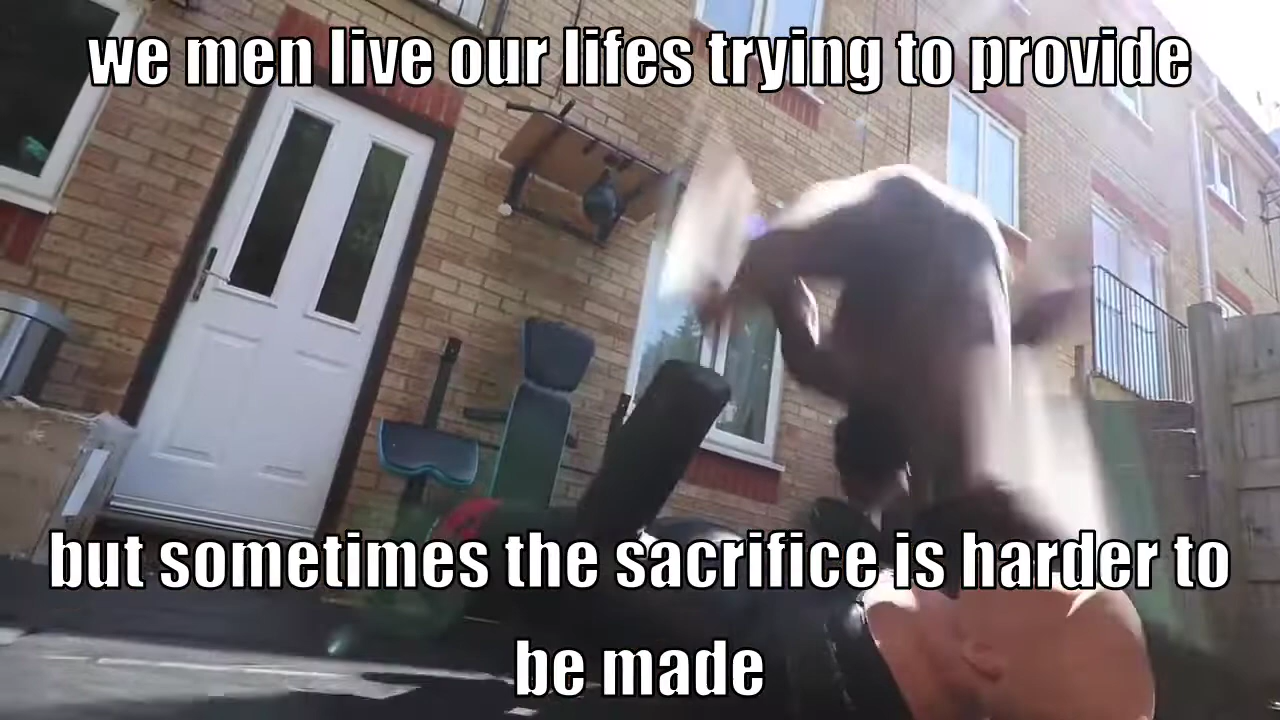 we men live our lifes trying to provide
but sometimes the sacrifice is harder to
be made